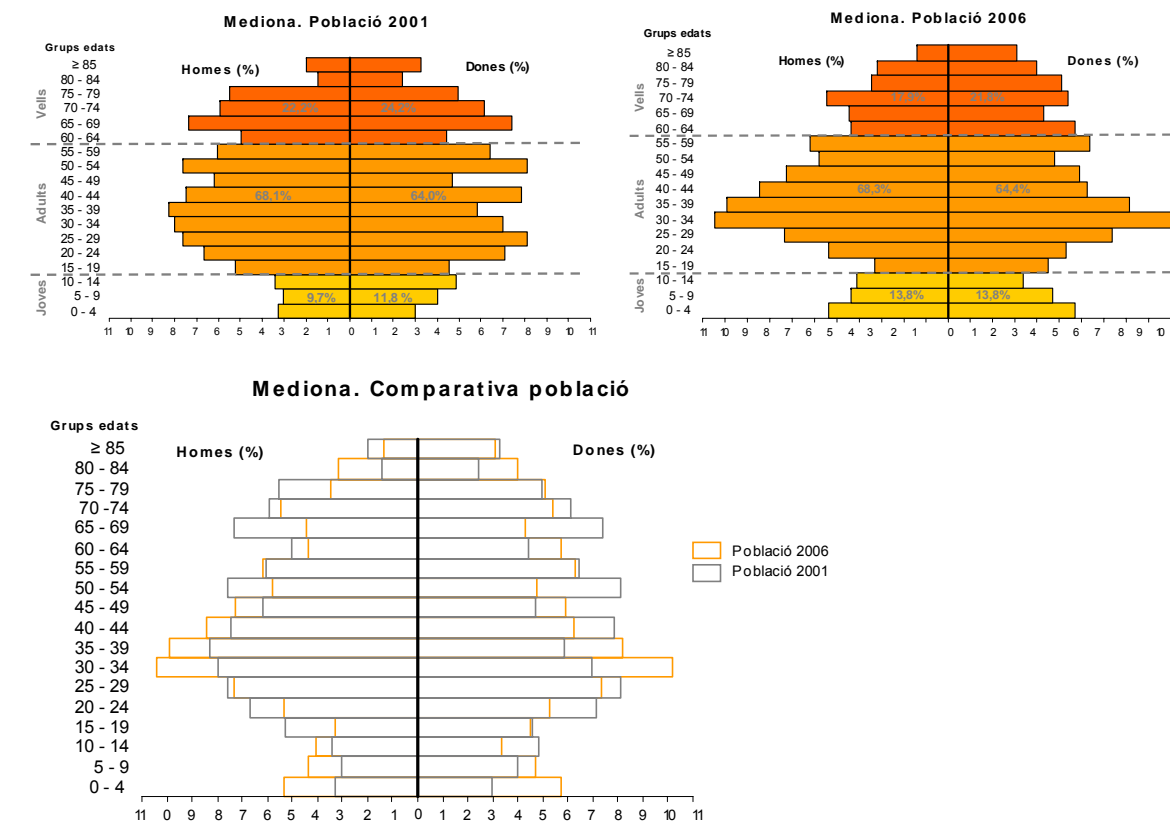 Mediona. Població 2001
Grups edats
Homes (%)
Dones (%)
≥ 85
80 - 84
75 - 79
70 - 74
65 - 69
60 - 64
55 - 59
50 - 54
45 - 49
40 - 44
35 - 39
30 - 34
25 - 29
20 - 24
15 - 19
10 - 14
5 - 9
0 - 4
Vells
Adults
Joves
24,2%
68,1%
64,0%
9,7%
11,8 %
11 10 9 8 7 6 5 4 3 2 1 0 1 2 3 4 5 6 7 8 9 10 11
Mediona. Població 2006
Grups edats
Homes (%)
Dones (%)
≥ 85
80 - 84
75 - 79
70 -74
65 - 69
60 - 64
55 - 59
50 - 54
45 - 49
40 - 44
35 - 39
30 - 34
25 - 29
20 - 24
15 - 19
10 - 14
5 - 9
0 - 4
Vells
Adults
Joves
17,9%
21,8%
68,3%
64,4%
13,8%
13,8%
11 10 9 8 7 6 5 4 3 2 1 0 1 2 3 4 5 6 7 8 9 10
Mediona. Comparativa població
Grups edats
Homes (%)
Dones (%)
≥ 85
80 - 84
75 - 79
70 -74
65 - 69
60 - 64
55 - 59
50 - 54
45 - 49
40 - 44
35 - 39
30 - 34
25 - 29
20 - 24
15 - 19
10 - 14
5 - 9
0 - 4
Població 2006
Població 2001
11 0 9 8 7 6 5 4 3 2 1 0 1 2 3 4 5 6 7 8 9 10 11